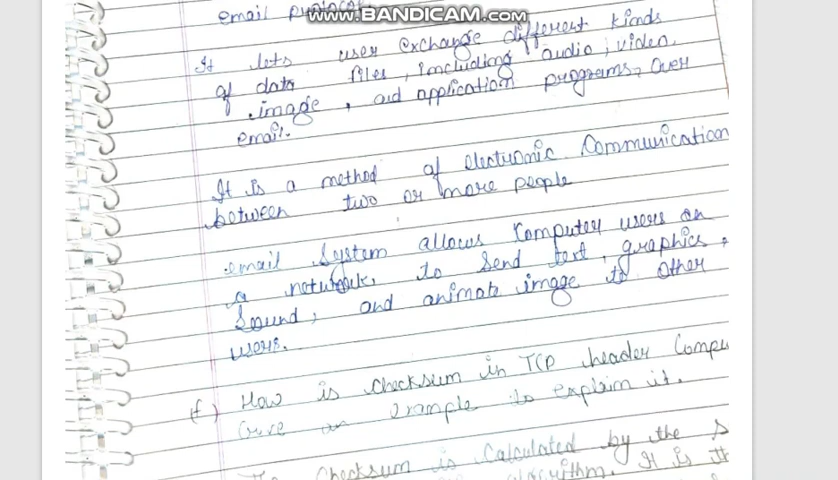 email protocol.
WWW.BANDICAM.COM
It lets user exchange different kinds
of data files, including audio, video,
image, and application programs, over
email.
It is a method of electronic Communication
between two or more people
email System allows Computer users on
a network, to Send text, graphics,
Sound, and animate image to other
users.
(f) How is checksum in TCP header Compu
Give an example to explain it.
The Checksum is Calculated by the S
algorithm. It is th